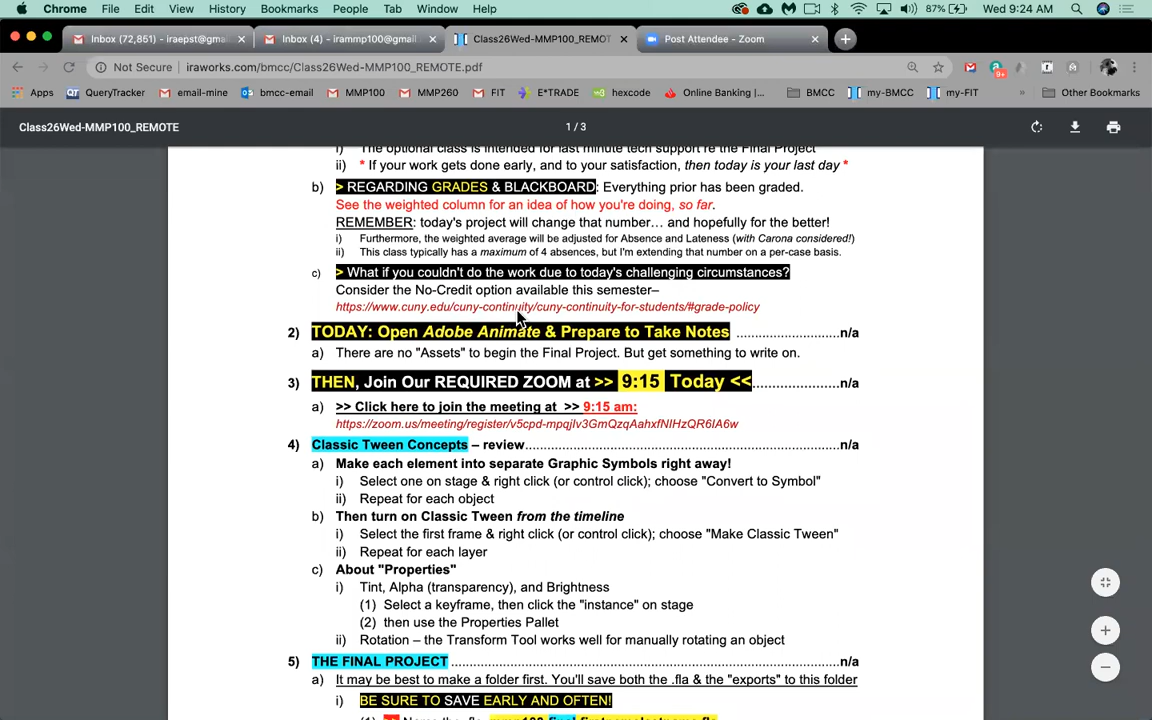 Chrome File Edit View History Bookmarks People Tab Window Help 87% Wed 9:24 AM
Inbox (72,851) - iraepst@gma Inbox (4) - irammp100@gmail Class26Wed-MMP100_REMOT Post Attendee - Zoom
Not Secure iraworks.com/bmcc/Class26Wed-MMP100_REMOTE.pdf 9+
Apps QueryTracker email-mine bmcc-email MMP100 MMP260 FIT E*TRADE hexcode Online Banking |... BMCC my-BMCC my-FIT » Other Bookmarks
Class26Wed-MMP100_REMOTE 1 / 3
i) The optional class is intended for last minute tech support re the Final Project
ii) * If your work gets done early, and to your satisfaction, then today is your last day *
b) > REGARDING GRADES & BLACKBOARD: Everything prior has been graded.
See the weighted column for an idea of how you're doing, so far.
REMEMBER: today's project will change that number… and hopefully for the better!
i) Furthermore, the weighted average will be adjusted for Absence and Lateness (with Carona considered!)
ii) This class typically has a maximum of 4 absences, but I'm extending that number on a per-case basis.
c) > What if you couldn't do the work due to today's challenging circumstances?
Consider the No-Credit option available this semester–
https://www.cuny.edu/cuny-continuity/cuny-continuity-for-students/#grade-policy
2) TODAY: Open Adobe Animate & Prepare to Take Notes ........................n/a
a) There are no "Assets" to begin the Final Project. But get something to write on.
3) THEN, Join Our REQUIRED ZOOM at >> 9:15 Today <<.....................n/a
a) >> Click here to join the meeting at >> 9:15 am:
https://zoom.us/meeting/register/v5cpd-mpqjIv3GmQzqAahxfNIHzQR6IA6w
4) Classic Tween Concepts – review................................................................................n/a
a) Make each element into separate Graphic Symbols right away!
i) Select one on stage & right click (or control click); choose "Convert to Symbol"
ii) Repeat for each object
b) Then turn on Classic Tween from the timeline
i) Select the first frame & right click (or control click); choose "Make Classic Tween"
ii) Repeat for each layer
c) About "Properties"
i) Tint, Alpha (transparency), and Brightness
(1) Select a keyframe, then click the "instance" on stage
(2) then use the Properties Pallet
ii) Rotation – the Transform Tool works well for manually rotating an object
5) THE FINAL PROJECT ..............................................................................................n/a
a) It may be best to make a folder first. You'll save both the .fla & the "exports" to this folder
i) BE SURE TO SAVE EARLY AND OFTEN!
(1) Name the .fla, mmp100-final-firstnamelastname.fla